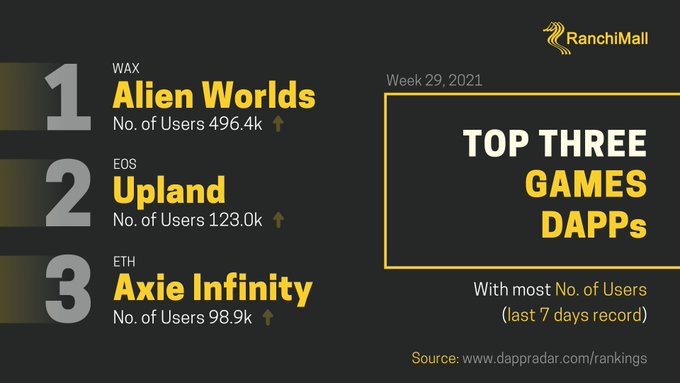 RanchiMall
Week 29, 2021
TOP THREE
GAMES
DAPPs
With most No. of Users
(last 7 days record)
1
WAX
Alien Worlds
No. of Users 496.4k
2
EOS
Upland
No. of Users 123.0k
3
ETH
Axie Infinity
No. of Users 98.9k
Source: www.dappradar.com/rankings